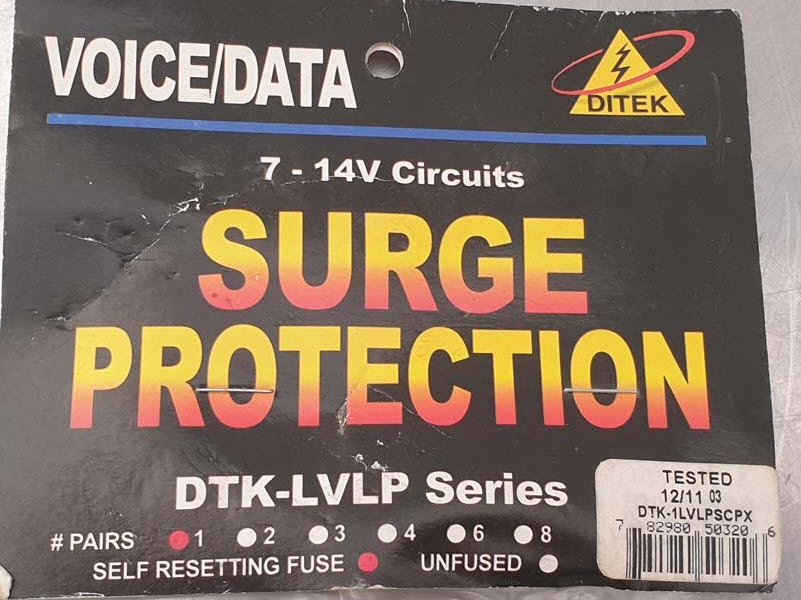 VOICE/DATA
DITEK
7 - 14V Circuits
SURGE
PROTECTION
DTK-LVLP Series
# PAIRS 1 2 3 4 6 8
SELF RESETTING FUSE UNFUSED
TESTED
12/11 03
DTK-1LVLPSCPX
7 82980 50320 6